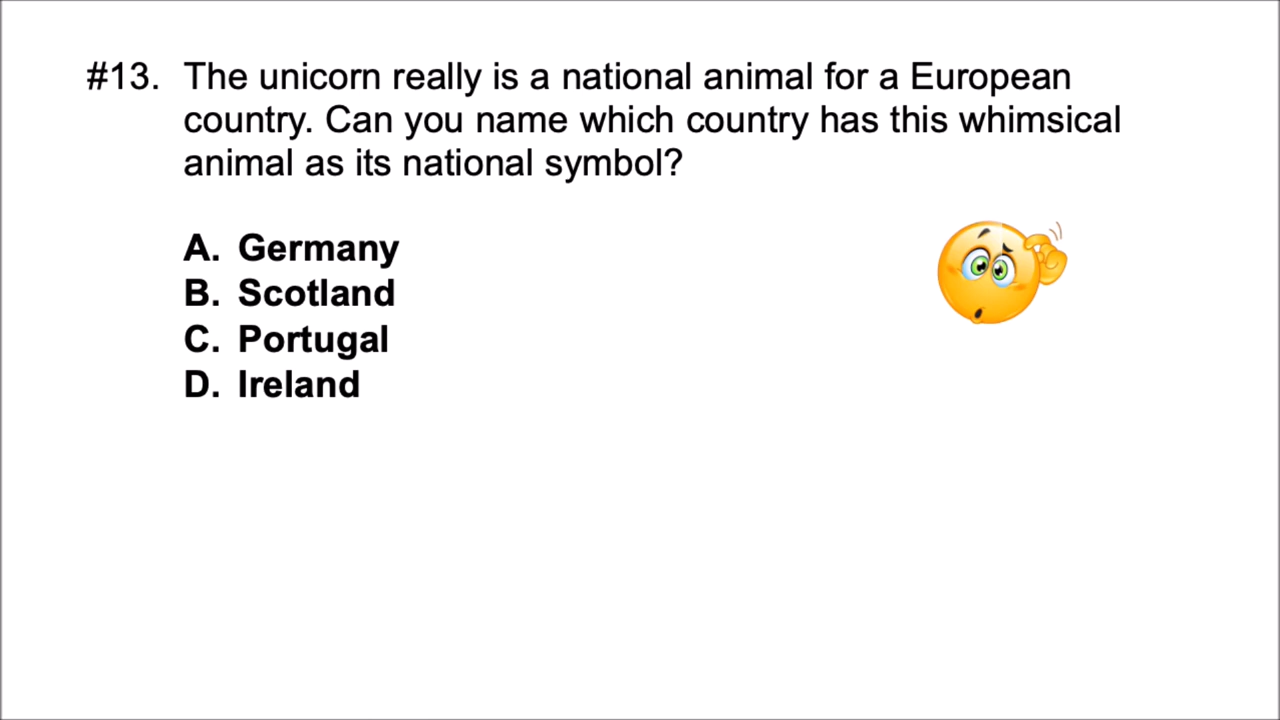 #13. The unicorn really is a national animal for a European
country. Can you name which country has this whimsical
animal as its national symbol?
A. Germany
B. Scotland
C. Portugal
D. Ireland